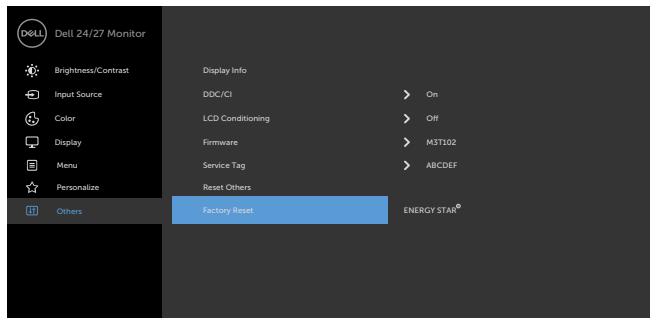 DELL Dell 24/27 Monitor
Brightness/Contrast Display Info
Input Source DDC/CI On
Color LCD Conditioning Off
Display Firmware M3T102
Menu Service Tag ABCDEF
Personalize Reset Others
Others Factory Reset ENERGY STAR®